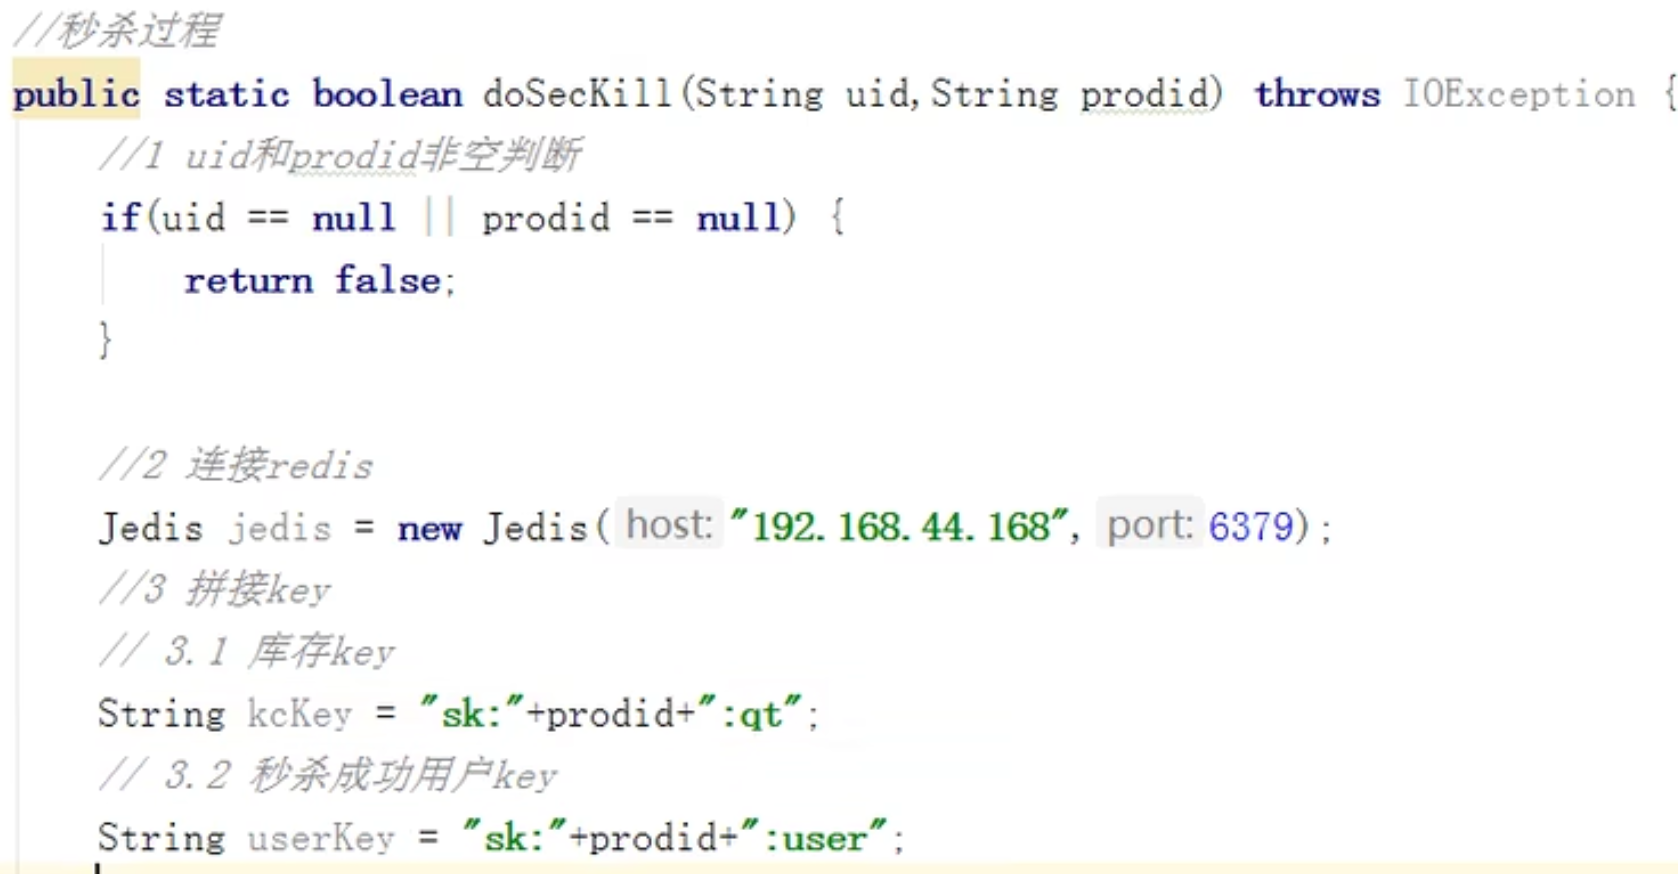 //秒杀过程
public static boolean doSecKill(String uid,String prodid) throws IOException {
//1 uid和prodid非空判断
if(uid == null || prodid == null) {
return false;
}
//2 连接redis
Jedis jedis = new Jedis( host: "192.168.44.168", port: 6379);
//3 拼接key
// 3.1 库存key
String kcKey = "sk:"+prodid+":qt";
// 3.2 秒杀成功用户key
String userKey = "sk:"+prodid+":user";